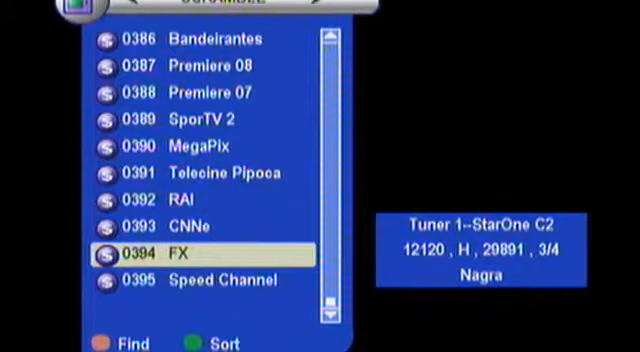 SCRAMBLE
0386 Bandeirantes
0387 Premiere 08
0388 Premiere 07
0389 SporTV 2
0390 MegaPix
0391 Telecine Pipoca
0392 RAI
0393 CNNe
0394 FX
0395 Speed Channel
Find Sort
Tuner 1--StarOne C2
12120 , H , 29891 , 3/4
Nagra